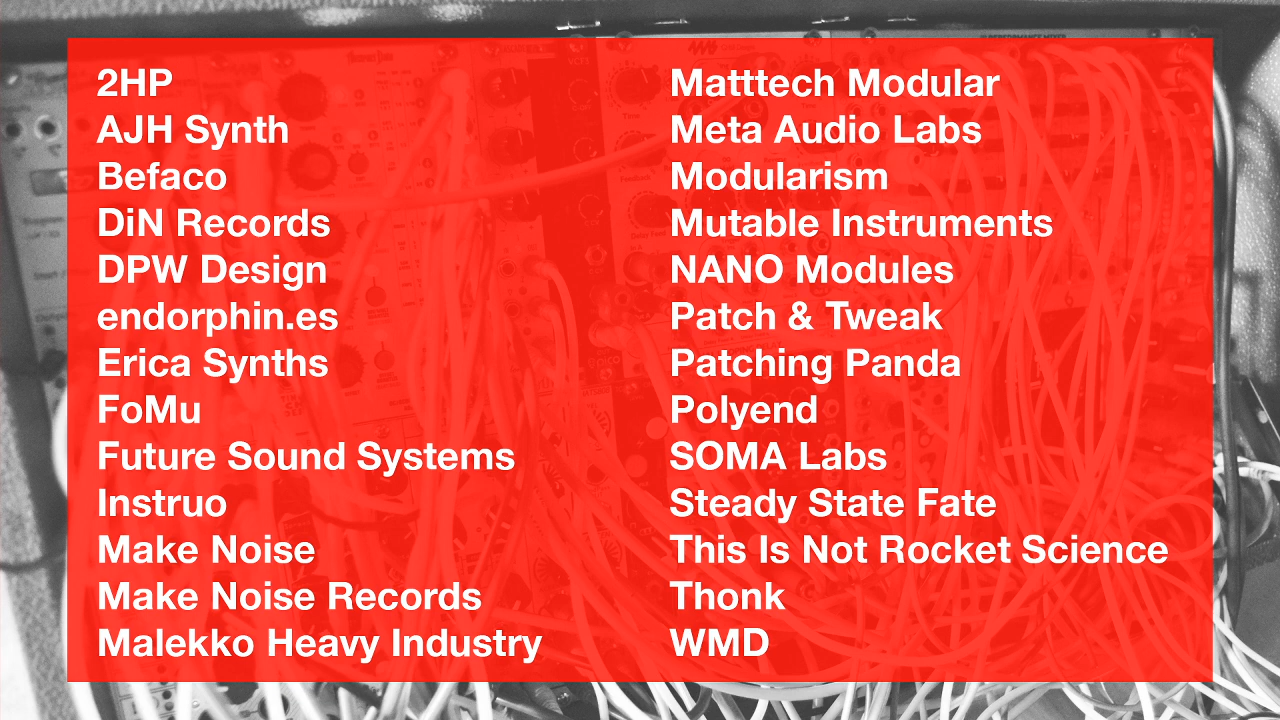 2HP
AJH Synth
Befaco
DiN Records
DPW Design
endorphin.es
Erica Synths
FoMu
Future Sound Systems
Instruo
Make Noise
Make Noise Records
Malekko Heavy Industry
Matttech Modular
Meta Audio Labs
Modularism
Mutable Instruments
NANO Modules
Patch & Tweak
Patching Panda
Polyend
SOMA Labs
Steady State Fate
This Is Not Rocket Science
Thonk
WMD